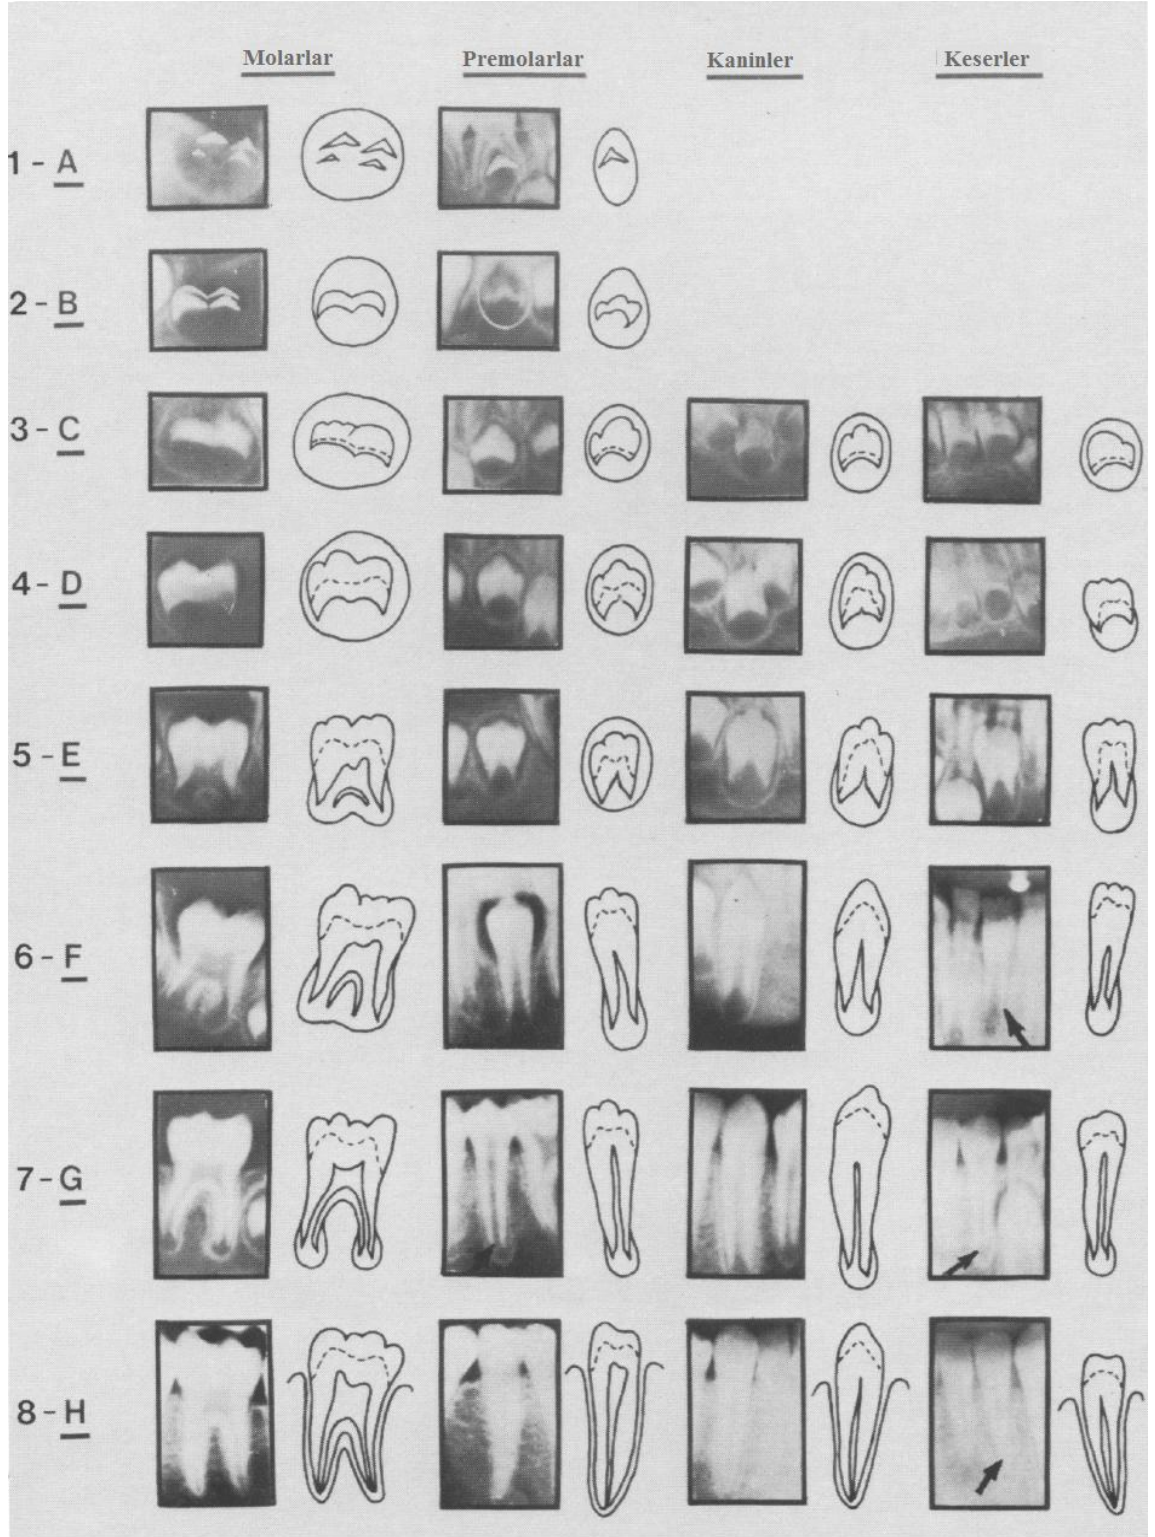 Molarlar Premolarlar Kaninler Keserler
1 - A
2 - B
3 - C
4 - D
5 - E
6 - F
7 - G
8 - H